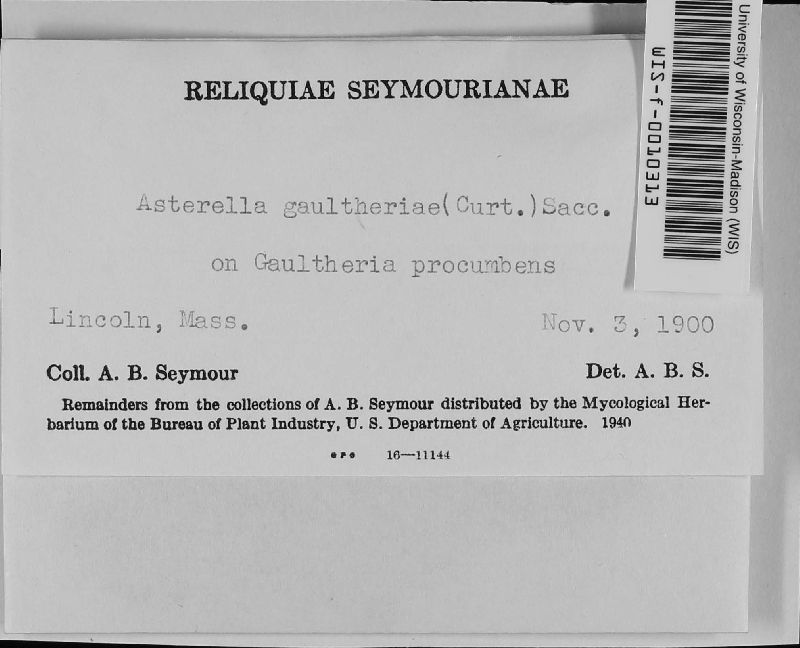 RELIQUIAE SEYMOURIANAE
Asterella gaultheriae(Curt.)Sacc.
on Gaultheria procumbens
Lincoln, Mass. Nov. 3, 1900
Coll. A. B. Seymour Det. A. B. S.
Remainders from the collections of A. B. Seymour distributed by the Mycological Her-
barium of the Bureau of Plant Industry, U. S. Department of Agriculture. 1940
GPO 16—11144
University of Wisconsin-Madison (WIS)
WIS-f-0010313